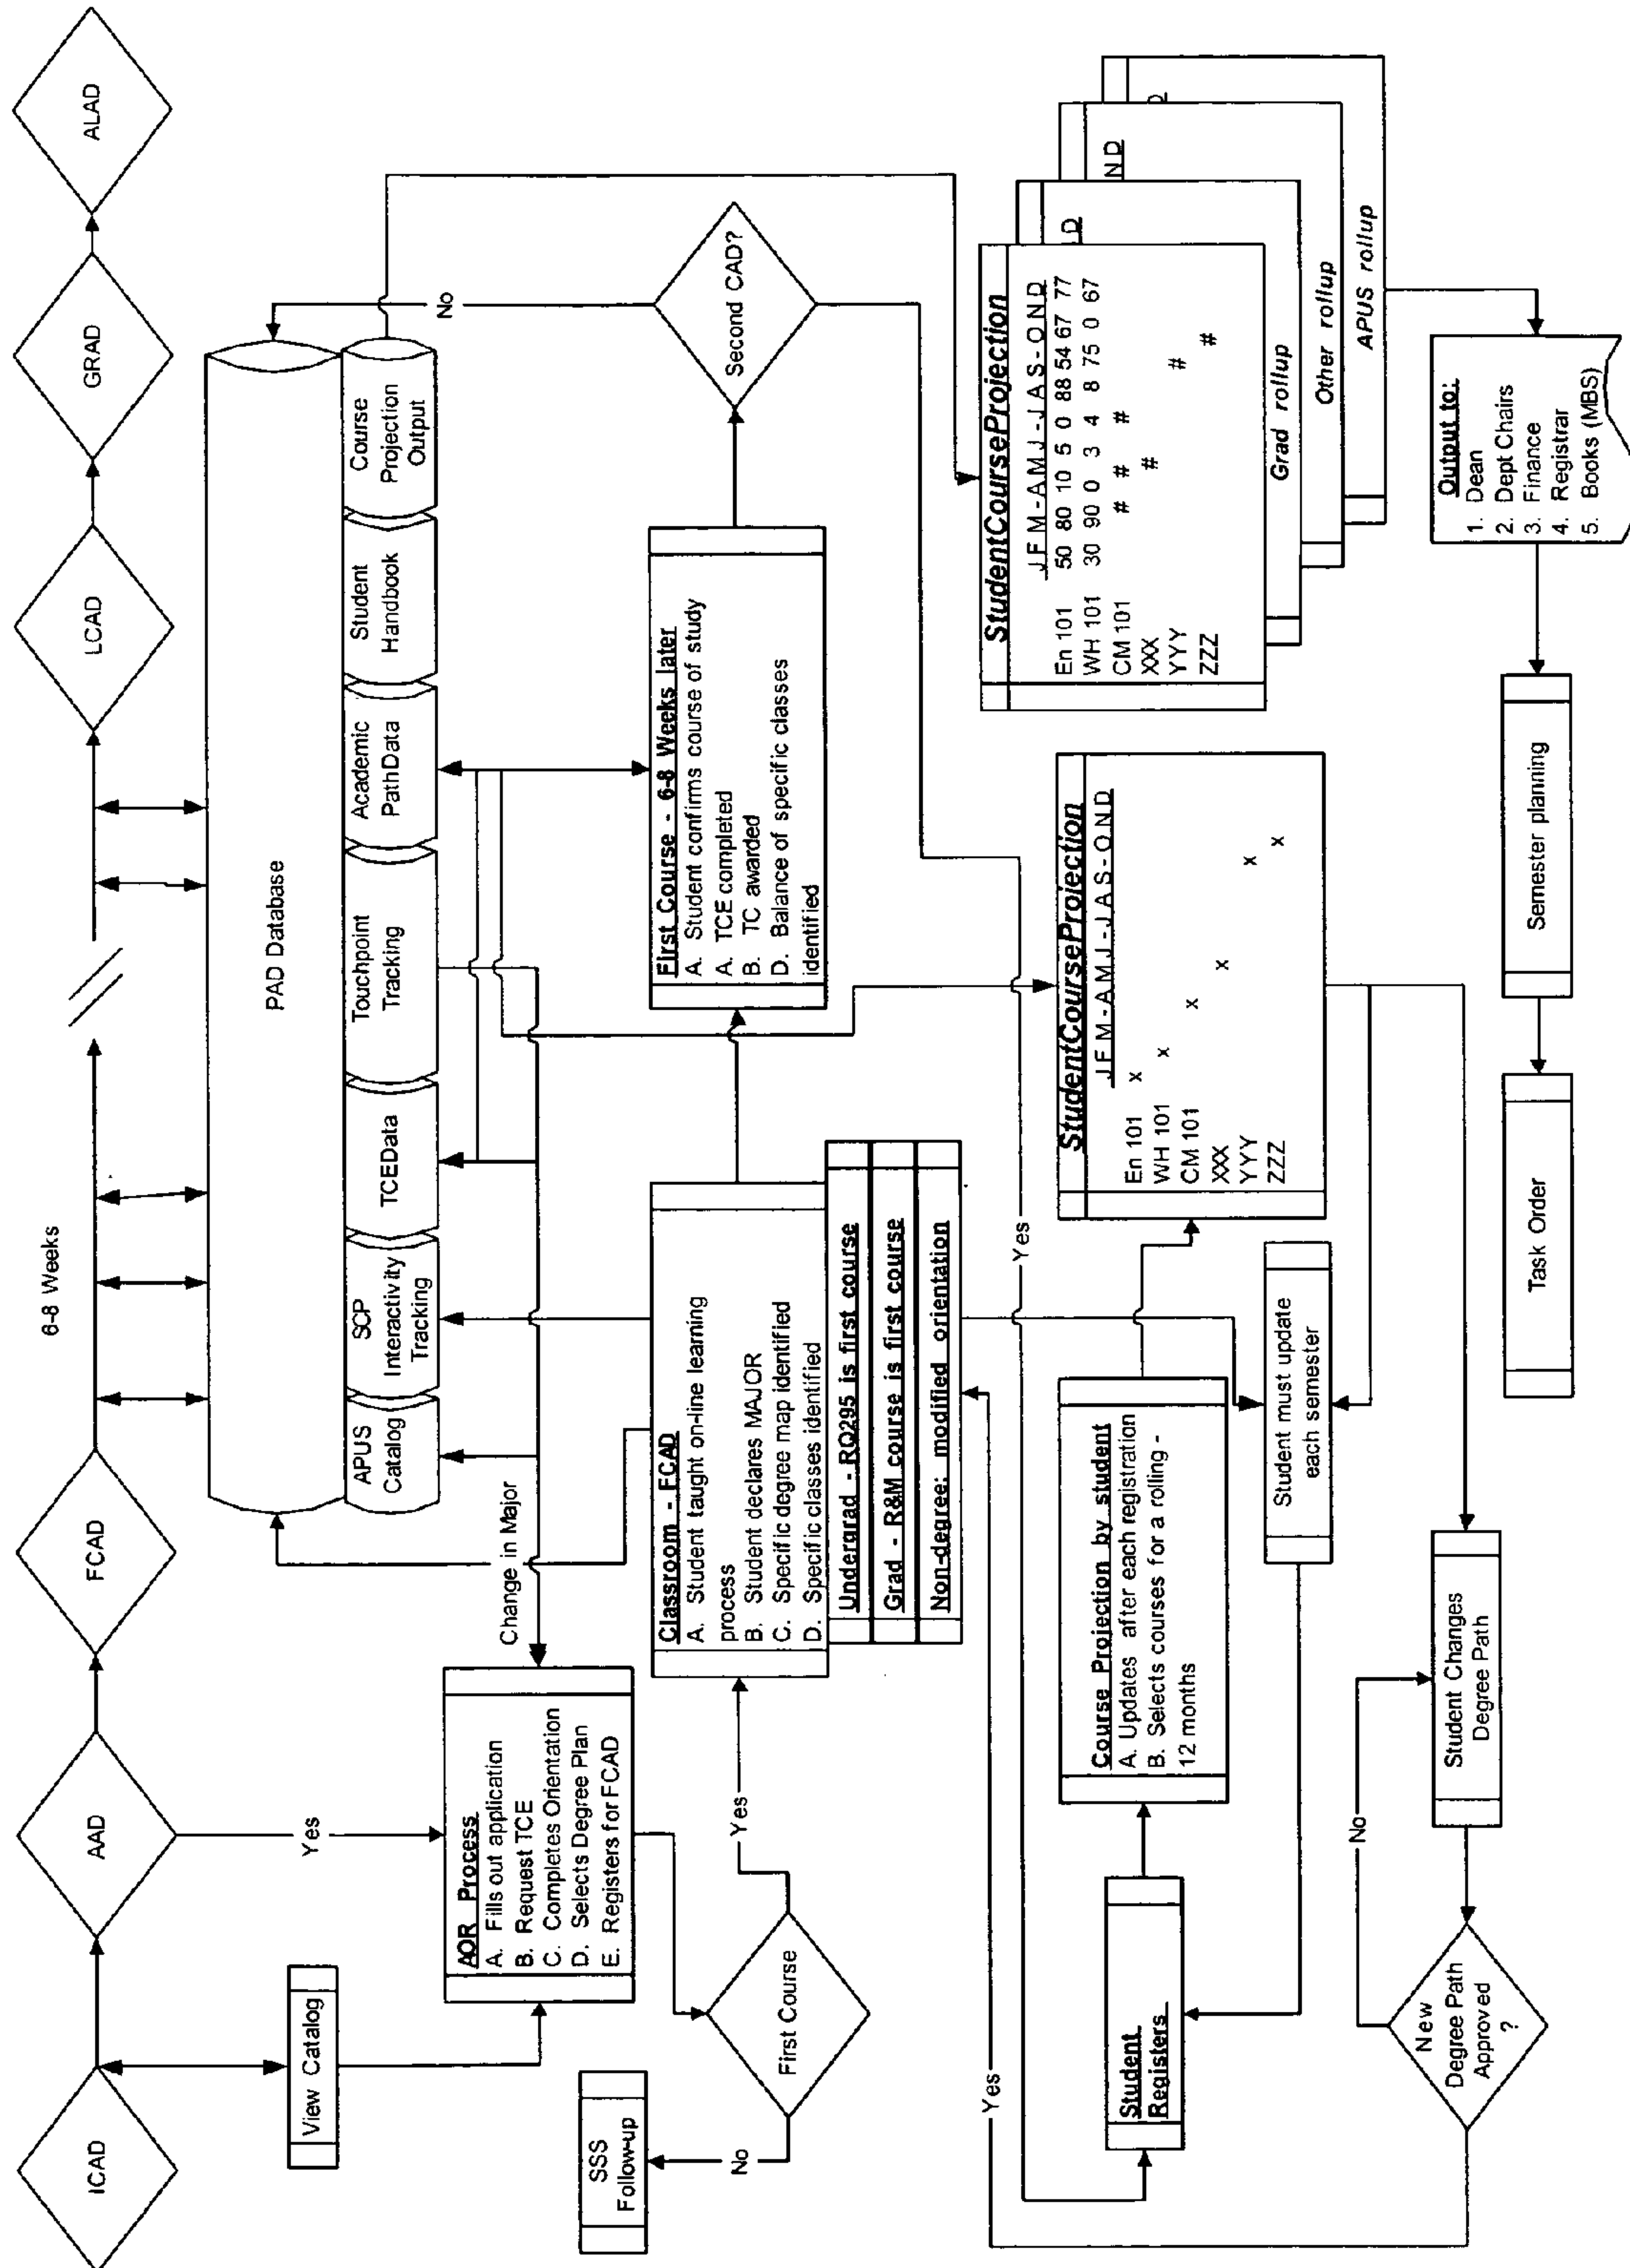 ICAD
AAD
FCAD
6-8 Weeks
LCAD
GRAD
ALAD
View Catalog
Yes
PAD Database
APUS
Catalog
SCP
Interactivity
Tracking
TCEData
Touchpoint
Tracking
Academic
PathData
Student
Handbook
Course
Projection
Output
AOR Process
A. Fills out application
B. Request TCE
C. Completes Orientation
D. Selects Degree Plan
E. Registers for FCAD
Change in Major
No
SSS
Follow-up
No
First Course
Yes
Classroom - FCAD
A. Student taught on-line learning
process
B. Student declares MAJOR
C. Specific degree map identified
D. Specific classes identified
Undergrad - RQ295 is first course
Grad - R&M course is first course
Non-degree: modified orientation
First Course - 6-8 Weeks later
A. Student confirms course of study
A. TCE completed
B. TC awarded
D. Balance of specific classes
identified
Second CAD?
Yes
Yes
Student
Registers
Course Projection by student
A. Updates after each registration
B. Selects courses for a rolling -
12 months
StudentCourseProjection
J F M - A M J - J A S - O N D
En 101 x
WH 101 x
CM 101 x
XXX x
YYY x
ZZZ x
StudentCourseProjection
J F M - A M J - J A S - O N D
En 101 50 80 10 5 0 88 54 67 77
WH 101 30 90 0 3 4 8 75 0 67
CM 101 # # #
XXX #
YYY #
ZZZ #
D
N D
D
Grad rollup
Other rollup
APUS rollup
Student must update
each semester
No
New
Degree Path
Approved
?
Student Changes
Degree Path
Output to:
1. Dean
2. Dept Chairs
3. Finance
4. Registrar
5. Books (MBS)
Task Order
Semester planning